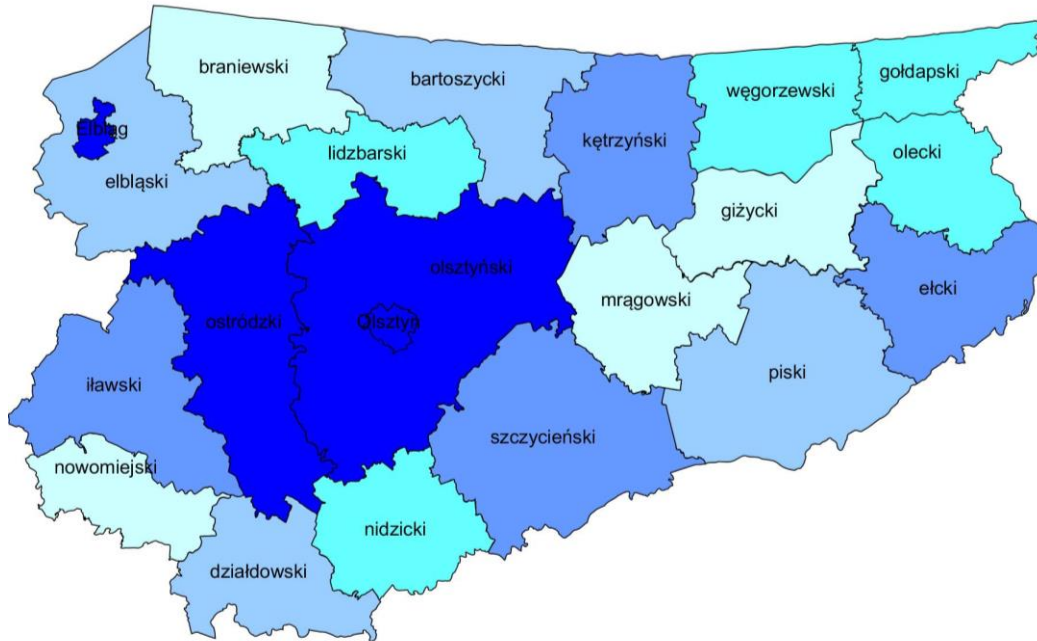 braniewski
bartoszycki
gołdapski
węgorzewski
Elbląg
kętrzyński
lidzbarski
olecki
elbląski
giżycki
olsztyński
ełcki
mrągowski
ostródzki
Olsztyn
piski
iławski
szczycieński
nowomiejski
nidzicki
działdowski